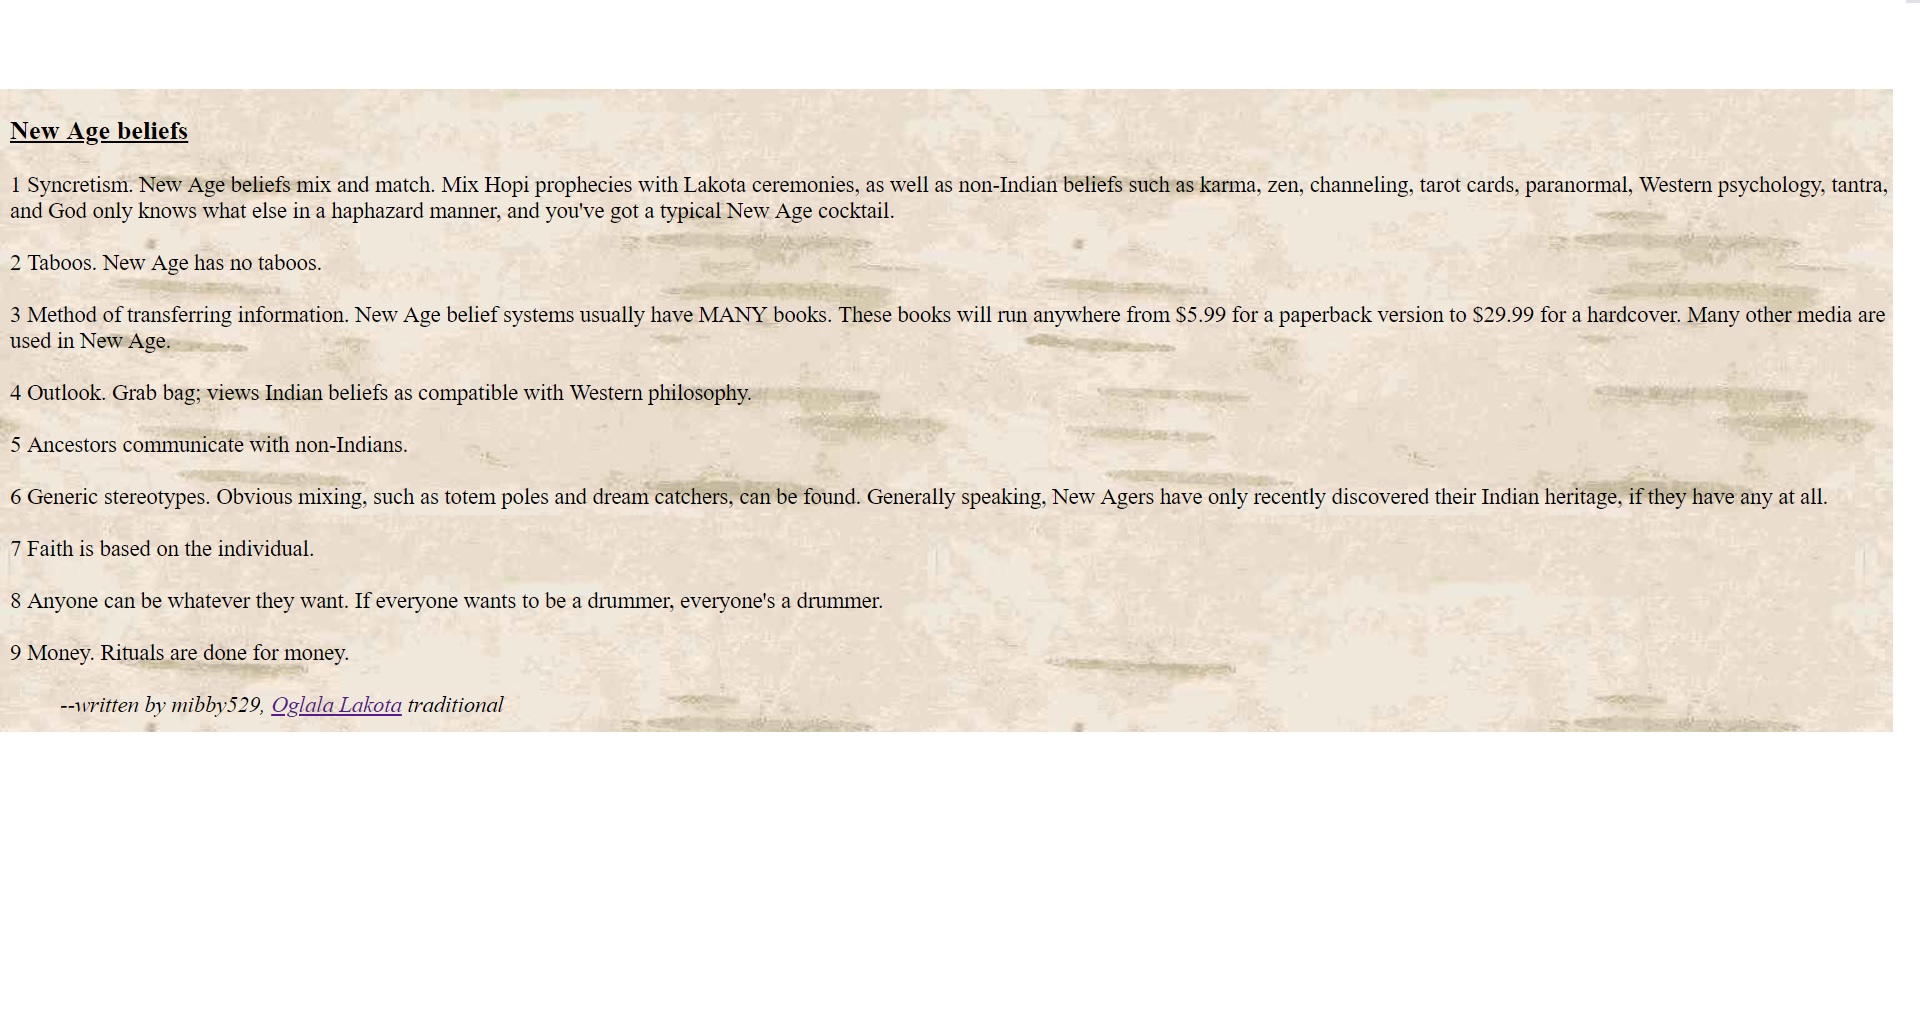 New Age beliefs
1 Syncretism. New Age beliefs mix and match. Mix Hopi prophecies with Lakota ceremonies, as well as non-Indian beliefs such as karma, zen, channeling, tarot cards, paranormal, Western psychology, tantra,
and God only knows what else in a haphazard manner, and you've got a typical New Age cocktail.
2 Taboos. New Age has no taboos.
3 Method of transferring information. New Age belief systems usually have MANY books. These books will run anywhere from $5.99 for a paperback version to $29.99 for a hardcover. Many other media are
used in New Age.
4 Outlook. Grab bag; views Indian beliefs as compatible with Western philosophy.
5 Ancestors communicate with non-Indians.
6 Generic stereotypes. Obvious mixing, such as totem poles and dream catchers, can be found. Generally speaking, New Agers have only recently discovered their Indian heritage, if they have any at all.
7 Faith is based on the individual.
8 Anyone can be whatever they want. If everyone wants to be a drummer, everyone's a drummer.
9 Money. Rituals are done for money.
--written by mibby529, Oglala Lakota traditional